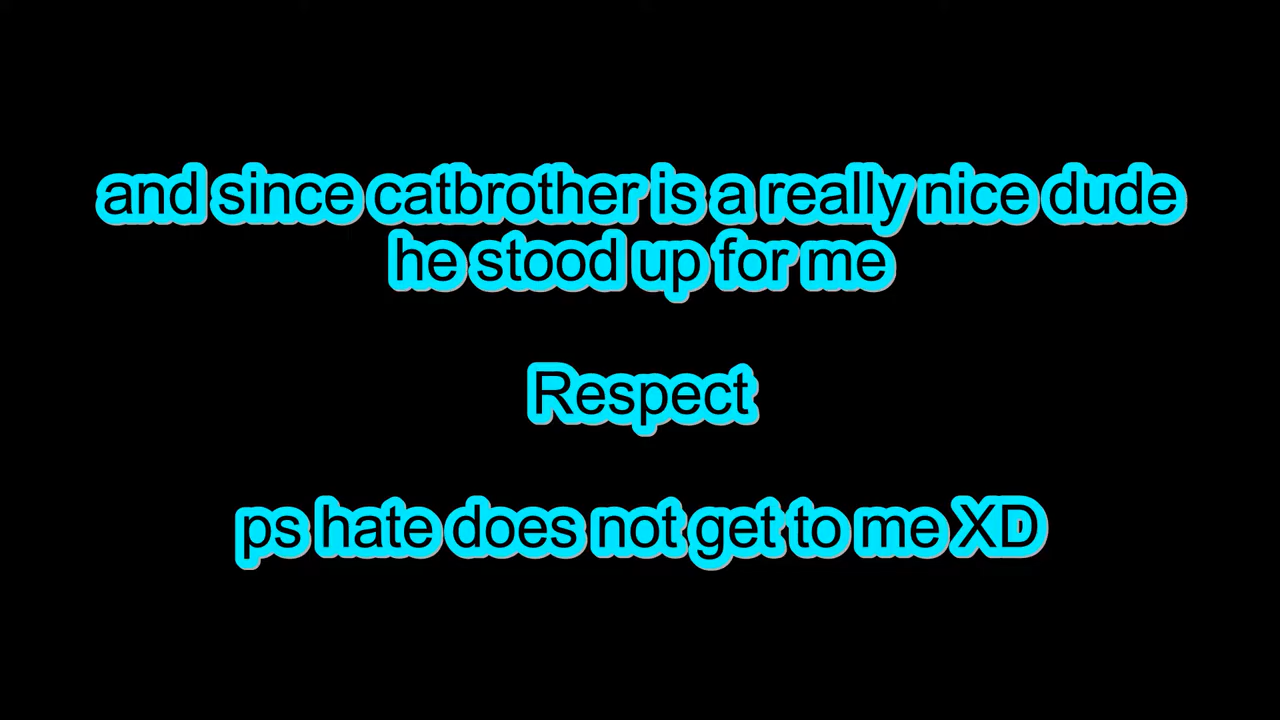 and since catbrother is a really nice dude
he stood up for me
Respect
ps hate does not get to me XD